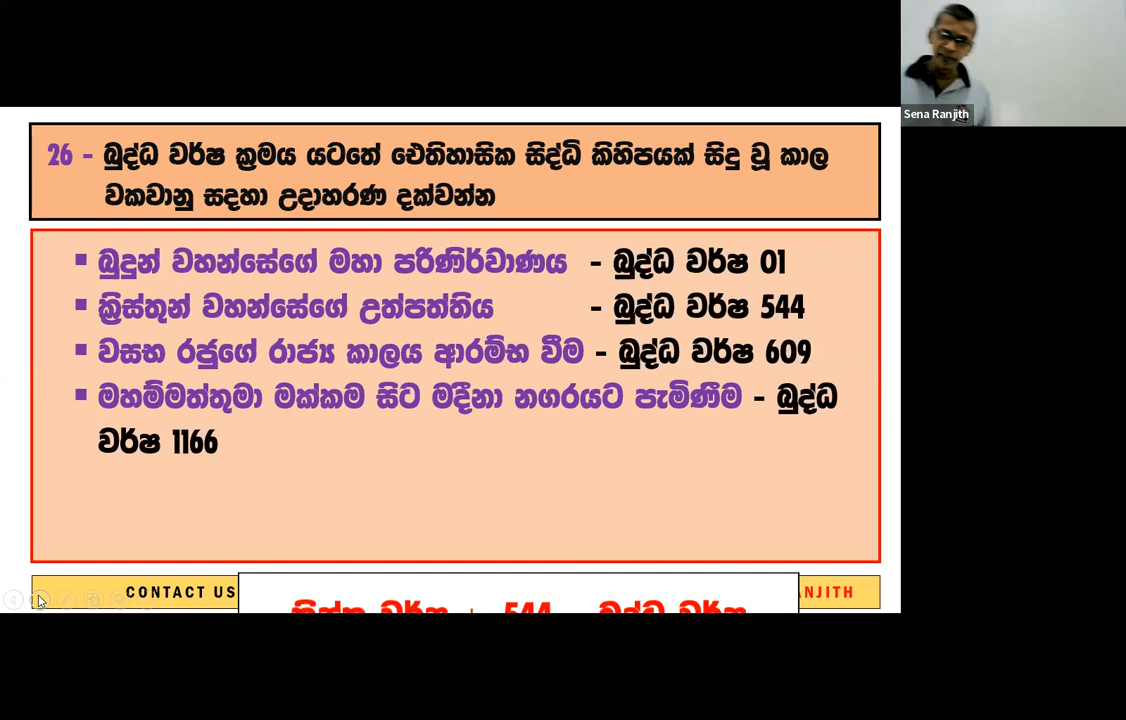 Sena Ranjith
26 - බුද්ධ වර්ෂ ක්‍රමය යටතේ ඓතිහාසික සිද්ධි කිහිපයක් සිදු වූ කාල
වකවානු සදහා උදාහරණ දක්වන්න
▪ බුදුන් වහන්සේගේ මහා පරිණිර්වාණය - බුද්ධ වර්ෂ 01
▪ ක්‍රිස්තුන් වහන්සේගේ උත්පත්තිය - බුද්ධ වර්ෂ 544
▪ වසභ රජුගේ රාජ්‍ය කාලය ආරම්භ වීම - බුද්ධ වර්ෂ 609
▪ මහම්මත්තුමා මක්කම සිට මදීනා නගරයට පැමිණීම - බුද්ධ
වර්ෂ 1166
CONTACT US NJITH
544 බුද්ධ වර්ෂ